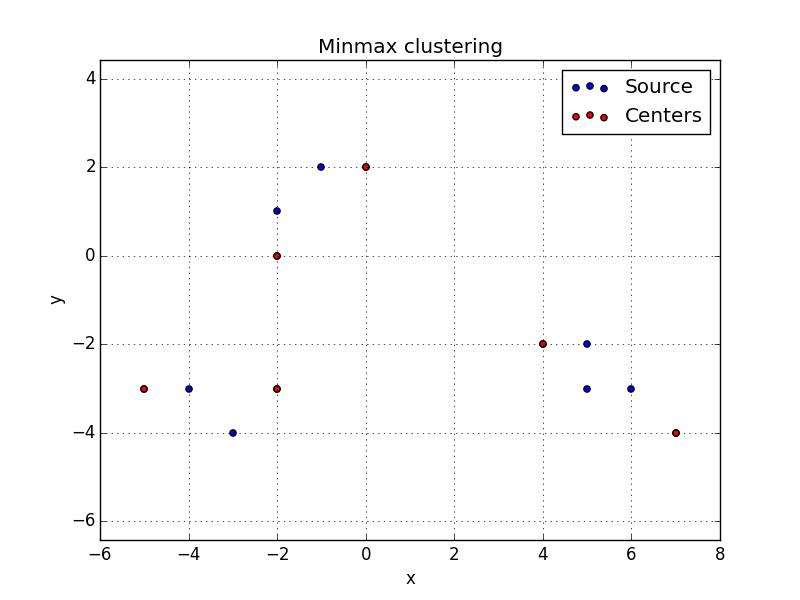 Minmax clustering
Source
Centers
4
2
0
−2
−4
−6
y
−6 −4 −2 0 2 4 6 8
x